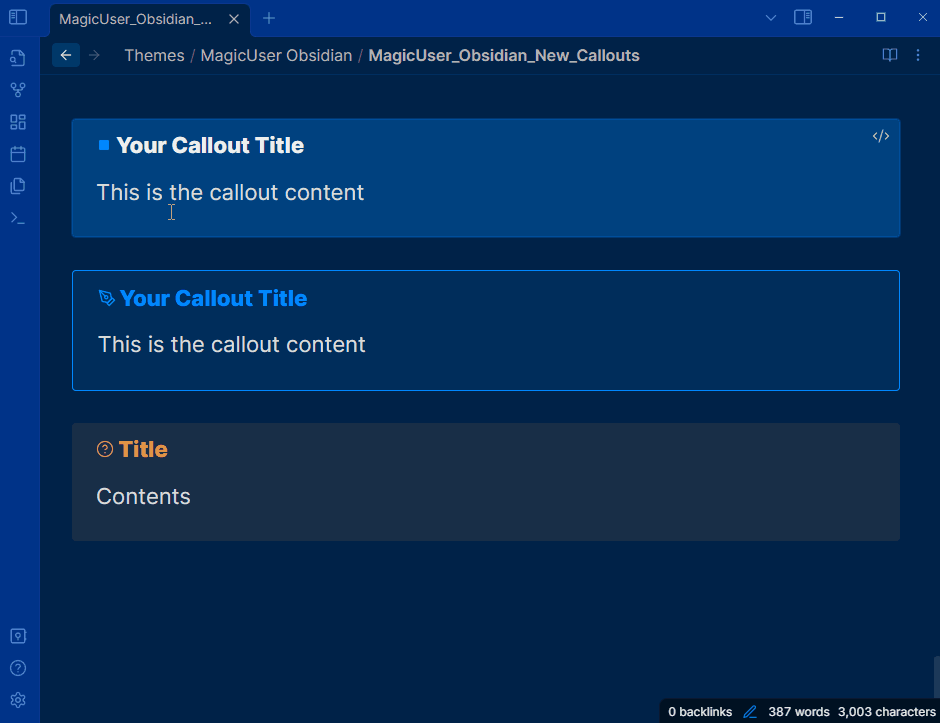 MagicUser_Obsidian_...
Themes / MagicUser Obsidian / MagicUser_Obsidian_New_Callouts
Your Callout Title
This is the callout content
Your Callout Title
This is the callout content
Title
Contents
0 backlinks 387 words 3,003 characters